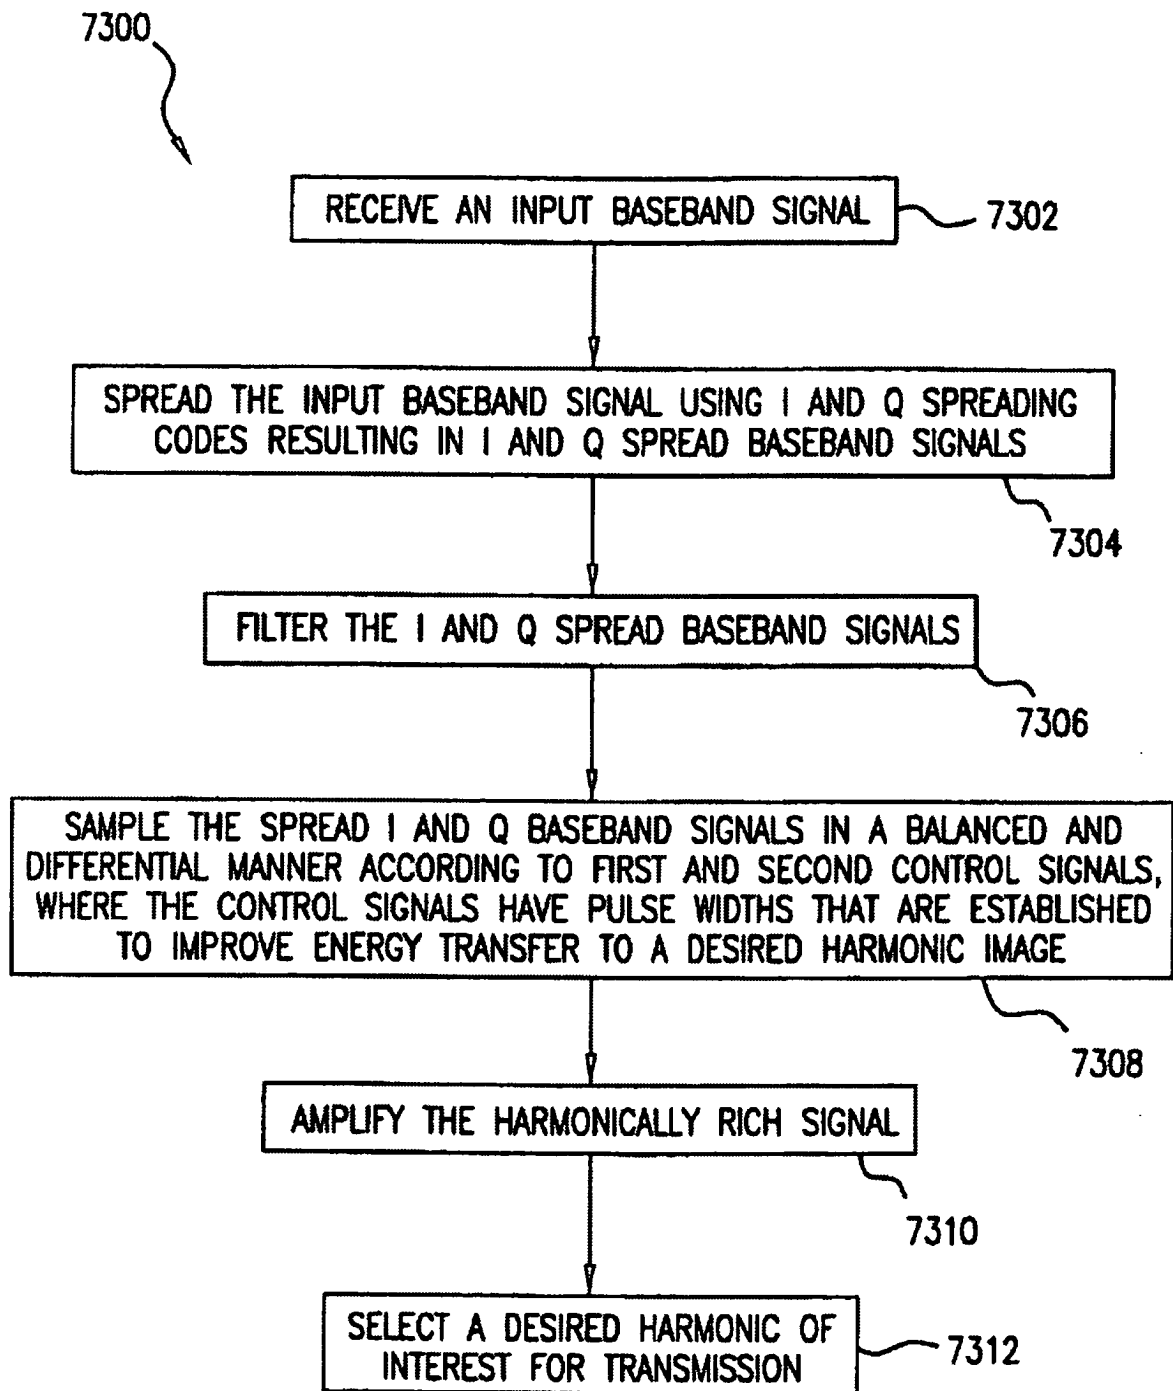 7300
RECEIVE AN INPUT BASEBAND SIGNAL
7302
SPREAD THE INPUT BASEBAND SIGNAL USING I AND Q SPREADING
CODES RESULTING IN I AND Q SPREAD BASEBAND SIGNALS
7304
FILTER THE I AND Q SPREAD BASEBAND SIGNALS
7306
SAMPLE THE SPREAD I AND Q BASEBAND SIGNALS IN A BALANCED AND
DIFFERENTIAL MANNER ACCORDING TO FIRST AND SECOND CONTROL SIGNALS,
WHERE THE CONTROL SIGNALS HAVE PULSE WIDTHS THAT ARE ESTABLISHED
TO IMPROVE ENERGY TRANSFER TO A DESIRED HARMONIC IMAGE
7308
AMPLIFY THE HARMONICALLY RICH SIGNAL
7310
SELECT A DESIRED HARMONIC OF
INTEREST FOR TRANSMISSION
7312